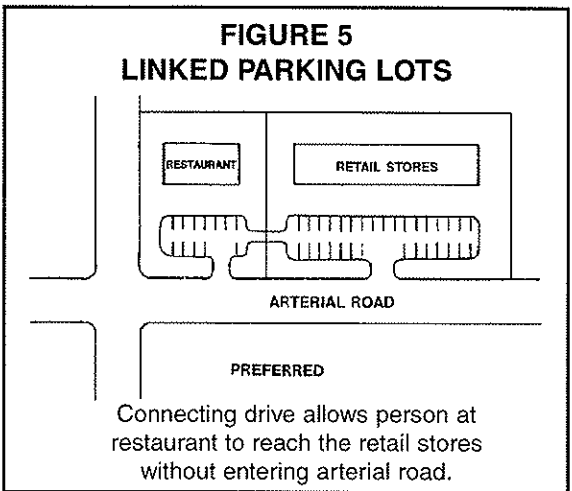 FIGURE 5
LINKED PARKING LOTS
RESTAURANT
RETAIL STORES
ARTERIAL ROAD
PREFERRED
Connecting drive allows person at
restaurant to reach the retail stores
without entering arterial road.